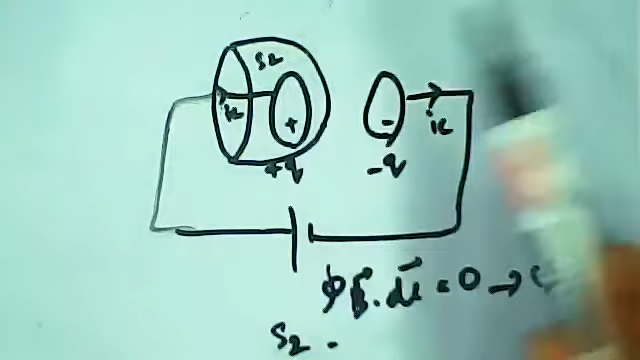 S2
ic
+
+q
-
-q
ic
∮ B⃗ . dl⃗ = 0 →
S2 -